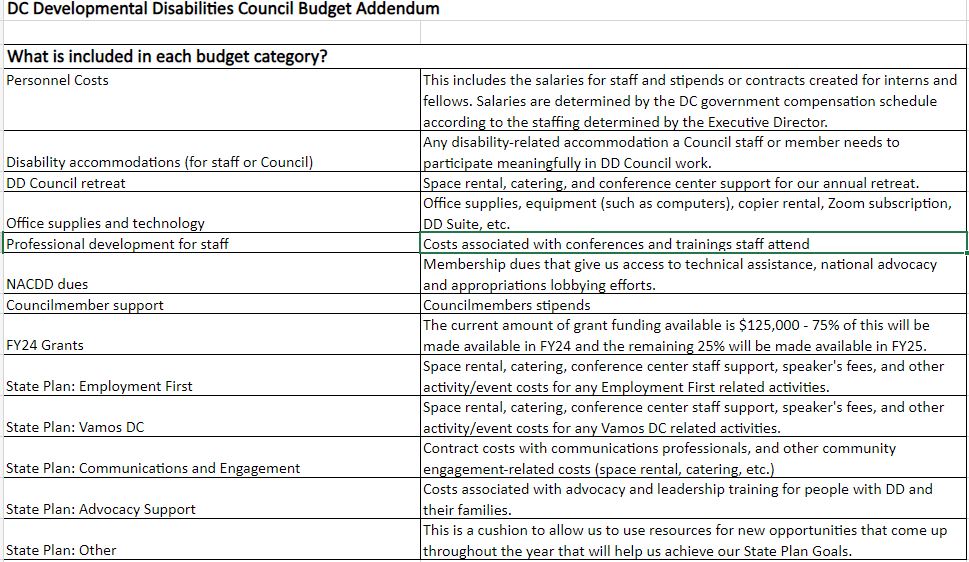 DC Developmental Disabilities Council Budget Addendum
What is included in each budget category?
Personnel Costs
This includes the salaries for staff and stipends or contracts created for interns and
fellows. Salaries are determined by the DC government compensation schedule
according to the staffing determined by the Executive Director.
Disability accommodations (for staff or Council)
Any disability-related accommodation a Council staff or member needs to
participate meaningfully in DD Council work.
DD Council retreat
Space rental, catering, and conference center support for our annual retreat.
Office supplies and technology
Office supplies, equipment (such as computers), copier rental, Zoom subscription,
DD Suite, etc.
Professional development for staff
Costs associated with conferences and trainings staff attend
NACDD dues
Membership dues that give us access to technical assistance, national advocacy
and appropriations lobbying efforts.
Councilmember support
Councilmembers stipends
FY24 Grants
The current amount of grant funding available is $125,000 - 75% of this will be
made available in FY24 and the remaining 25% will be made available in FY25.
State Plan: Employment First
Space rental, catering, conference center staff support, speaker's fees, and other
activity/event costs for any Employment First related activities.
State Plan: Vamos DC
Space rental, catering, conference center staff support, speaker's fees, and other
activity/event costs for any Vamos DC related activities.
State Plan: Communications and Engagement
Contract costs with communications professionals, and other community
engagement-related costs (space rental, catering, etc.)
State Plan: Advocacy Support
Costs associated with advocacy and leadership training for people with DD and
their families.
State Plan: Other
This is a cushion to allow us to use resources for new opportunities that come up
throughout the year that will help us achieve our State Plan Goals.